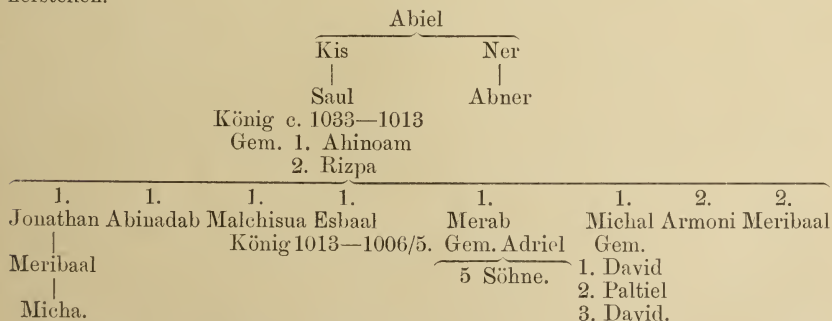 Abiel
Kis Ner
Saul Abner
König c. 1033—1013
Gem. 1. Ahinoam
2. Rizpa
1. 1. 1. 1. 1. 1. 2. 2.
Jonathan Abinadab Malchisua Esbaal Merab Michal Armoni Meribaal
König 1013—1006/5. Gem. Adriel Gem.
Meribaal 5 Söhne. 1. David
2. Paltiel
Micha. 3. David.